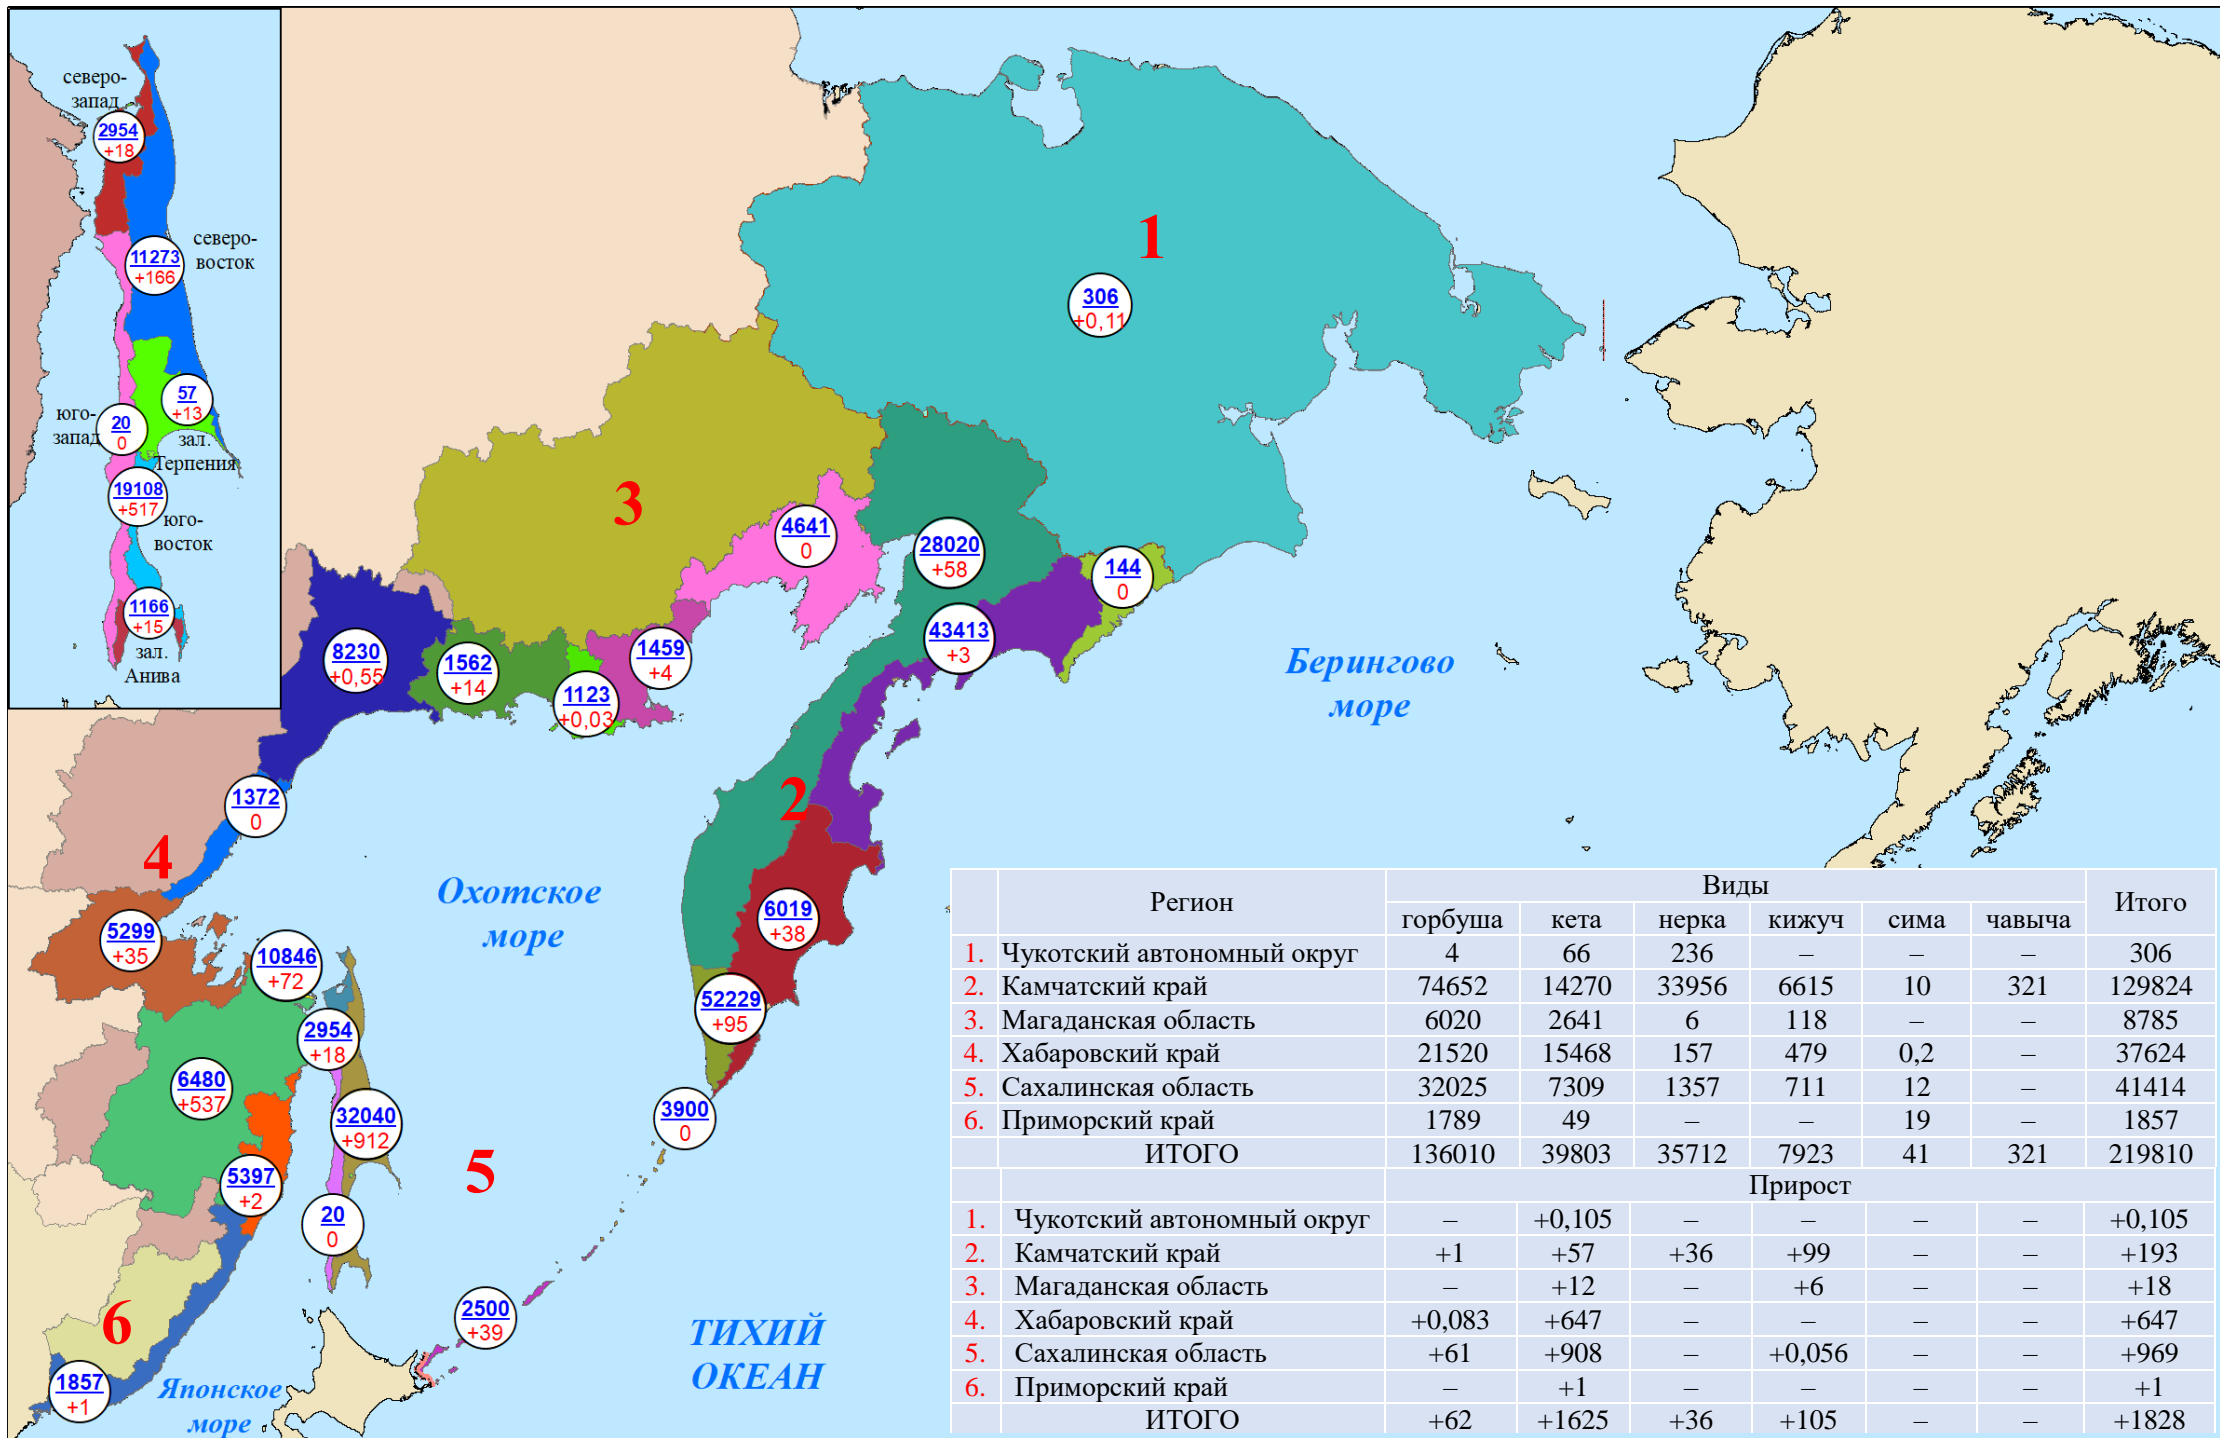 северо-
запад
2954
+18
северо-
восток
11273
+166
57
+13
юго-
запад
20
0
зал.
Терпения
19108
+517
юго-
восток
1166
+15
зал.
Анива
1
306
+0,11
3
4641
0
28020
+58
144
0
43413
+3
8230
+0,55
1562
+14
1459
+4
1123
+0,03
Берингово
море
1372
0
2
4
Охотское
море
6019
+38
5299
+35
10846
+72
52229
+95
2954
+18
6480
+537
32040
+912
3900
0
5
5397
+2
20
0
2500
+39
6
ТИХИЙ
ОКЕАН
1857
+1
Японское
море
Регион Виды Итого
горбуша кета нерка кижуч сима чавыча
1. Чукотский автономный округ 4 66 236 – – – 306
2. Камчатский край 74652 14270 33956 6615 10 321 129824
3. Магаданская область 6020 2641 6 118 – – 8785
4. Хабаровский край 21520 15468 157 479 0,2 – 37624
5. Сахалинская область 32025 7309 1357 711 12 – 41414
6. Приморский край 1789 49 – – 19 – 1857
ИТОГО 136010 39803 35712 7923 41 321 219810
Прирост
1. Чукотский автономный округ – +0,105 – – – – +0,105
2. Камчатский край +1 +57 +36 +99 – – +193
3. Магаданская область – +12 – +6 – – +18
4. Хабаровский край +0,083 +647 – – – – +647
5. Сахалинская область +61 +908 – +0,056 – – +969
6. Приморский край – +1 – – – – +1
ИТОГО +62 +1625 +36 +105 – – +1828